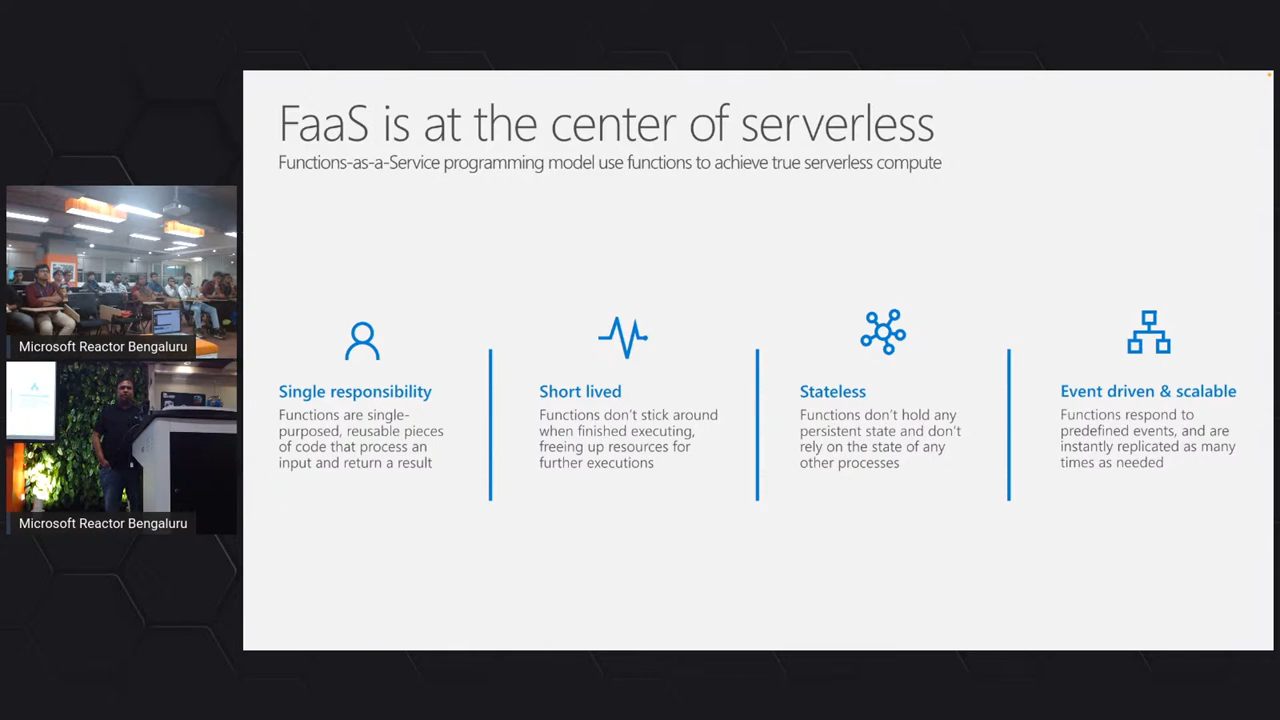 FaaS is at the center of serverless
Functions-as-a-Service programming model use functions to achieve true serverless compute
Microsoft Reactor Bengaluru
Microsoft Reactor Bengaluru
Single responsibility
Functions are single-
purposed, reusable pieces
of code that process an
input and return a result
Short lived
Functions don’t stick around
when finished executing,
freeing up resources for
further executions
Stateless
Functions don’t hold any
persistent state and don’t
rely on the state of any
other processes
Event driven & scalable
Functions respond to
predefined events, and are
instantly replicated as many
times as needed